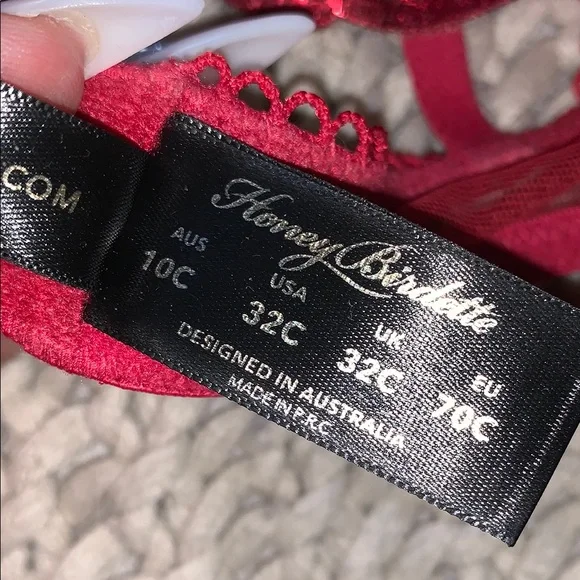 .COM
Honey Birdette
AUS USA UK EU
10C 32C 32C 70C
DESIGNED IN AUSTRALIA
MADE IN P.R.C